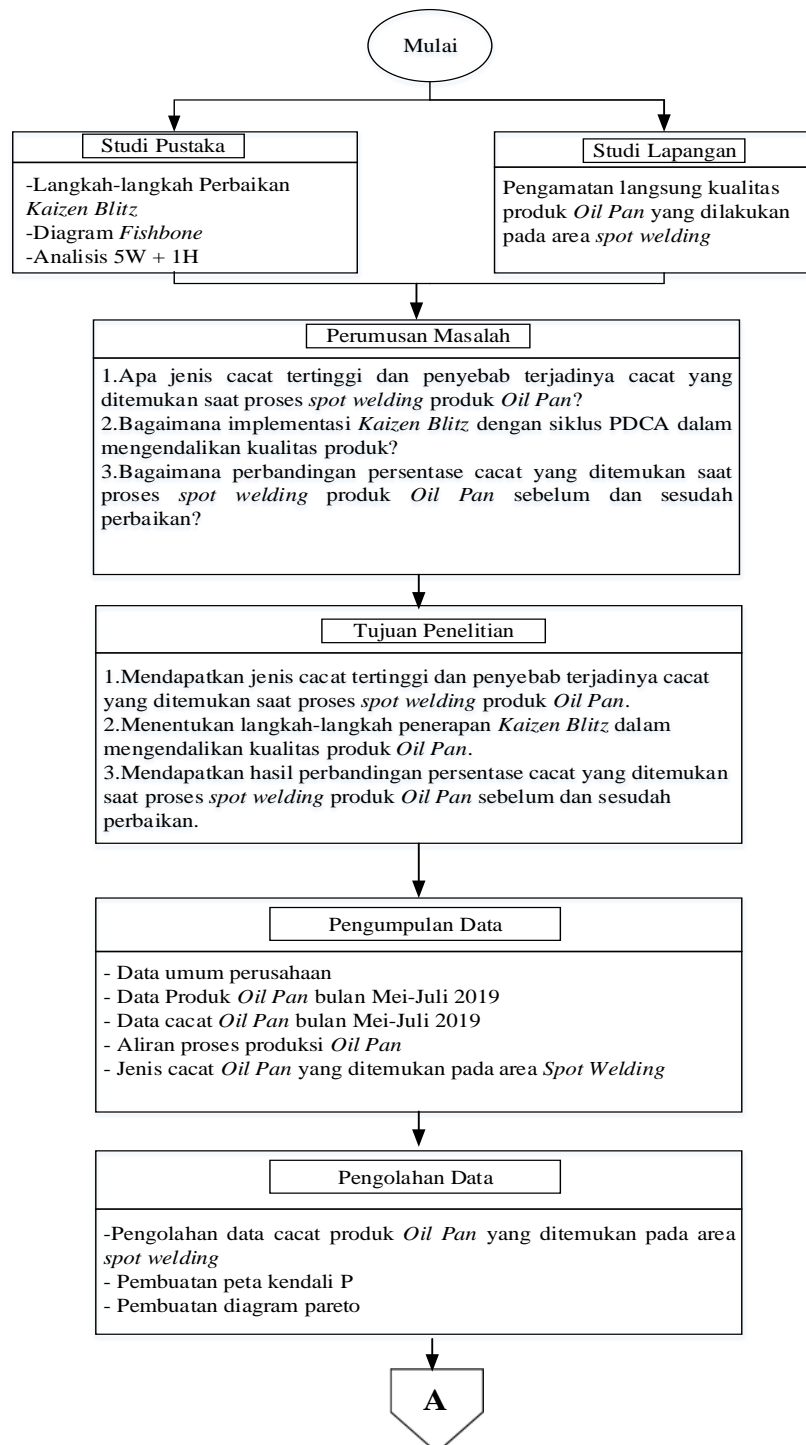 Mulai
Studi Pustaka
-Langkah-langkah Perbaikan
Kaizen Blitz
-Diagram Fishbone
-Analisis 5W + 1H
Studi Lapangan
Pengamatan langsung kualitas
produk Oil Pan yang dilakukan
pada area spot welding
Perumusan Masalah
1.Apa jenis cacat tertinggi dan penyebab terjadinya cacat yang
ditemukan saat proses spot welding produk Oil Pan?
2.Bagaimana implementasi Kaizen Blitz dengan siklus PDCA dalam
mengendalikan kualitas produk?
3.Bagaimana perbandingan persentase cacat yang ditemukan saat
proses spot welding produk Oil Pan sebelum dan sesudah
perbaikan?
Tujuan Penelitian
1.Mendapatkan jenis cacat tertinggi dan penyebab terjadinya cacat
yang ditemukan saat proses spot welding produk Oil Pan.
2.Menentukan langkah-langkah penerapan Kaizen Blitz dalam
mengendalikan kualitas produk Oil Pan.
3.Mendapatkan hasil perbandingan persentase cacat yang ditemukan
saat proses spot welding produk Oil Pan sebelum dan sesudah
perbaikan.
Pengumpulan Data
- Data umum perusahaan
- Data Produk Oil Pan bulan Mei-Juli 2019
- Data cacat Oil Pan bulan Mei-Juli 2019
- Aliran proses produksi Oil Pan
- Jenis cacat Oil Pan yang ditemukan pada area Spot Welding
Pengolahan Data
-Pengolahan data cacat produk Oil Pan yang ditemukan pada area
spot welding
- Pembuatan peta kendali P
- Pembuatan diagram pareto
A